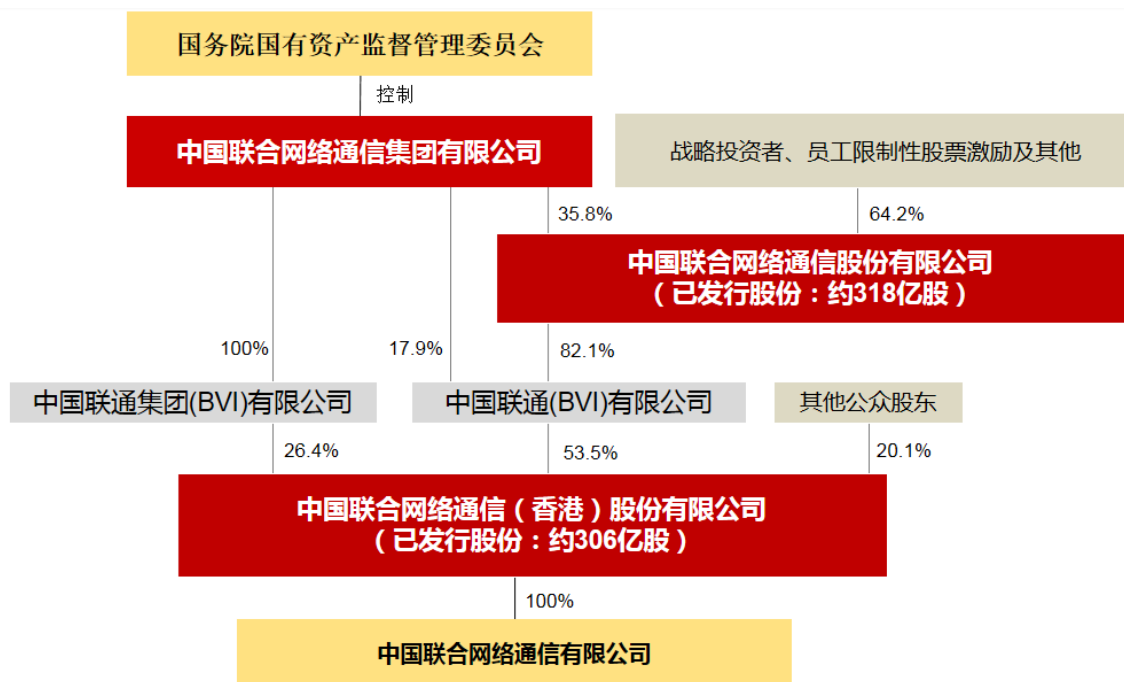 国务院国有资产监督管理委员会
控制
中国联合网络通信集团有限公司
战略投资者、员工限制性股票激励及其他
35.8%
64.2%
中国联合网络通信股份有限公司
（已发行股份：约318亿股）
100%
17.9%
82.1%
中国联通集团(BVI)有限公司
中国联通(BVI)有限公司
其他公众股东
26.4%
53.5%
20.1%
中国联合网络通信（香港）股份有限公司
（已发行股份：约306亿股）
100%
中国联合网络通信有限公司